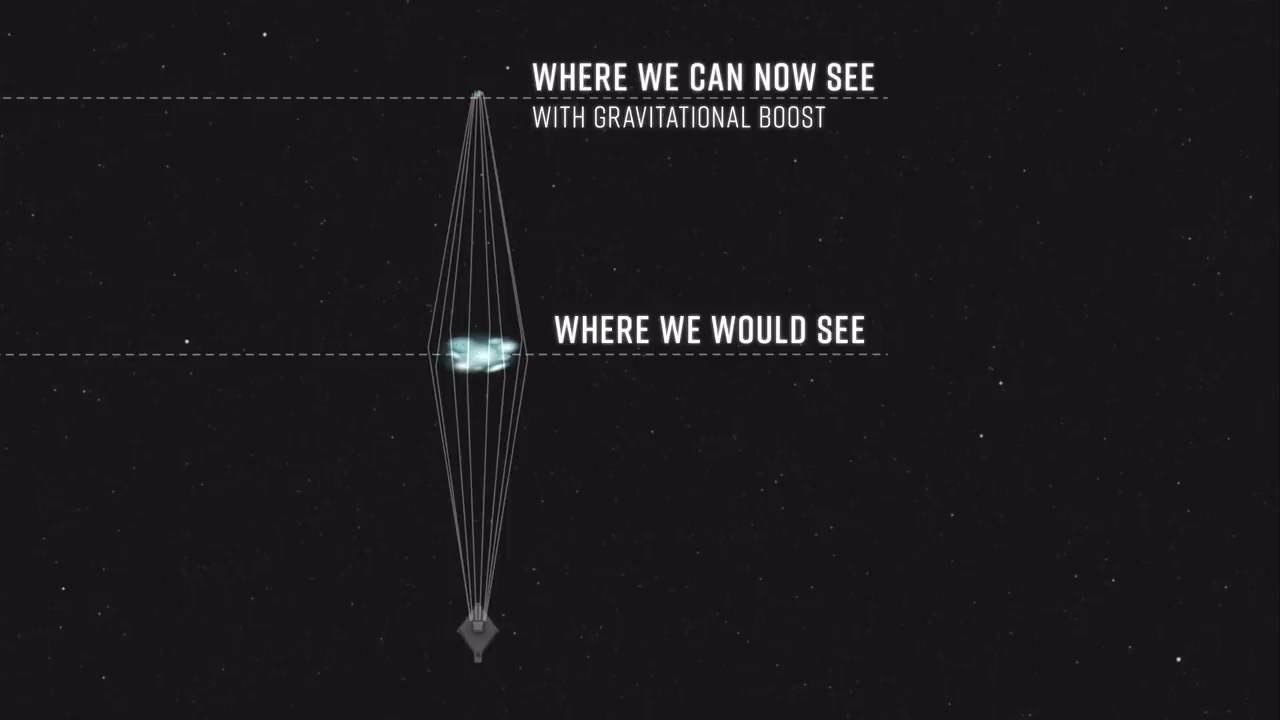 WHERE WE CAN NOW SEE
WITH GRAVITATIONAL BOOST
WHERE WE WOULD SEE